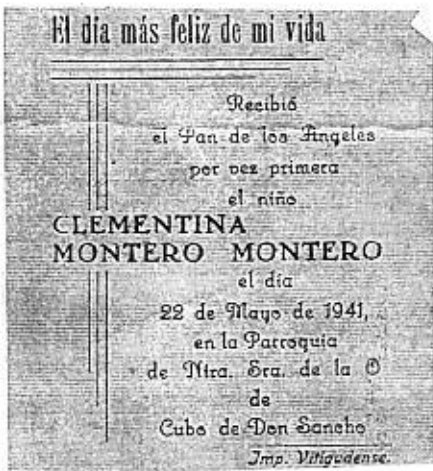 El día más feliz de mi vida
Recibió
el Pan de los Ángeles
por vez primera
el niño
CLEMENTINA
MONTERO MONTERO
el día
22 de Mayo de 1941,
en la Parroquia
de Ntra. Sra. de la O
de
Cubo de Don Sancho
Imp. Vitigudense.